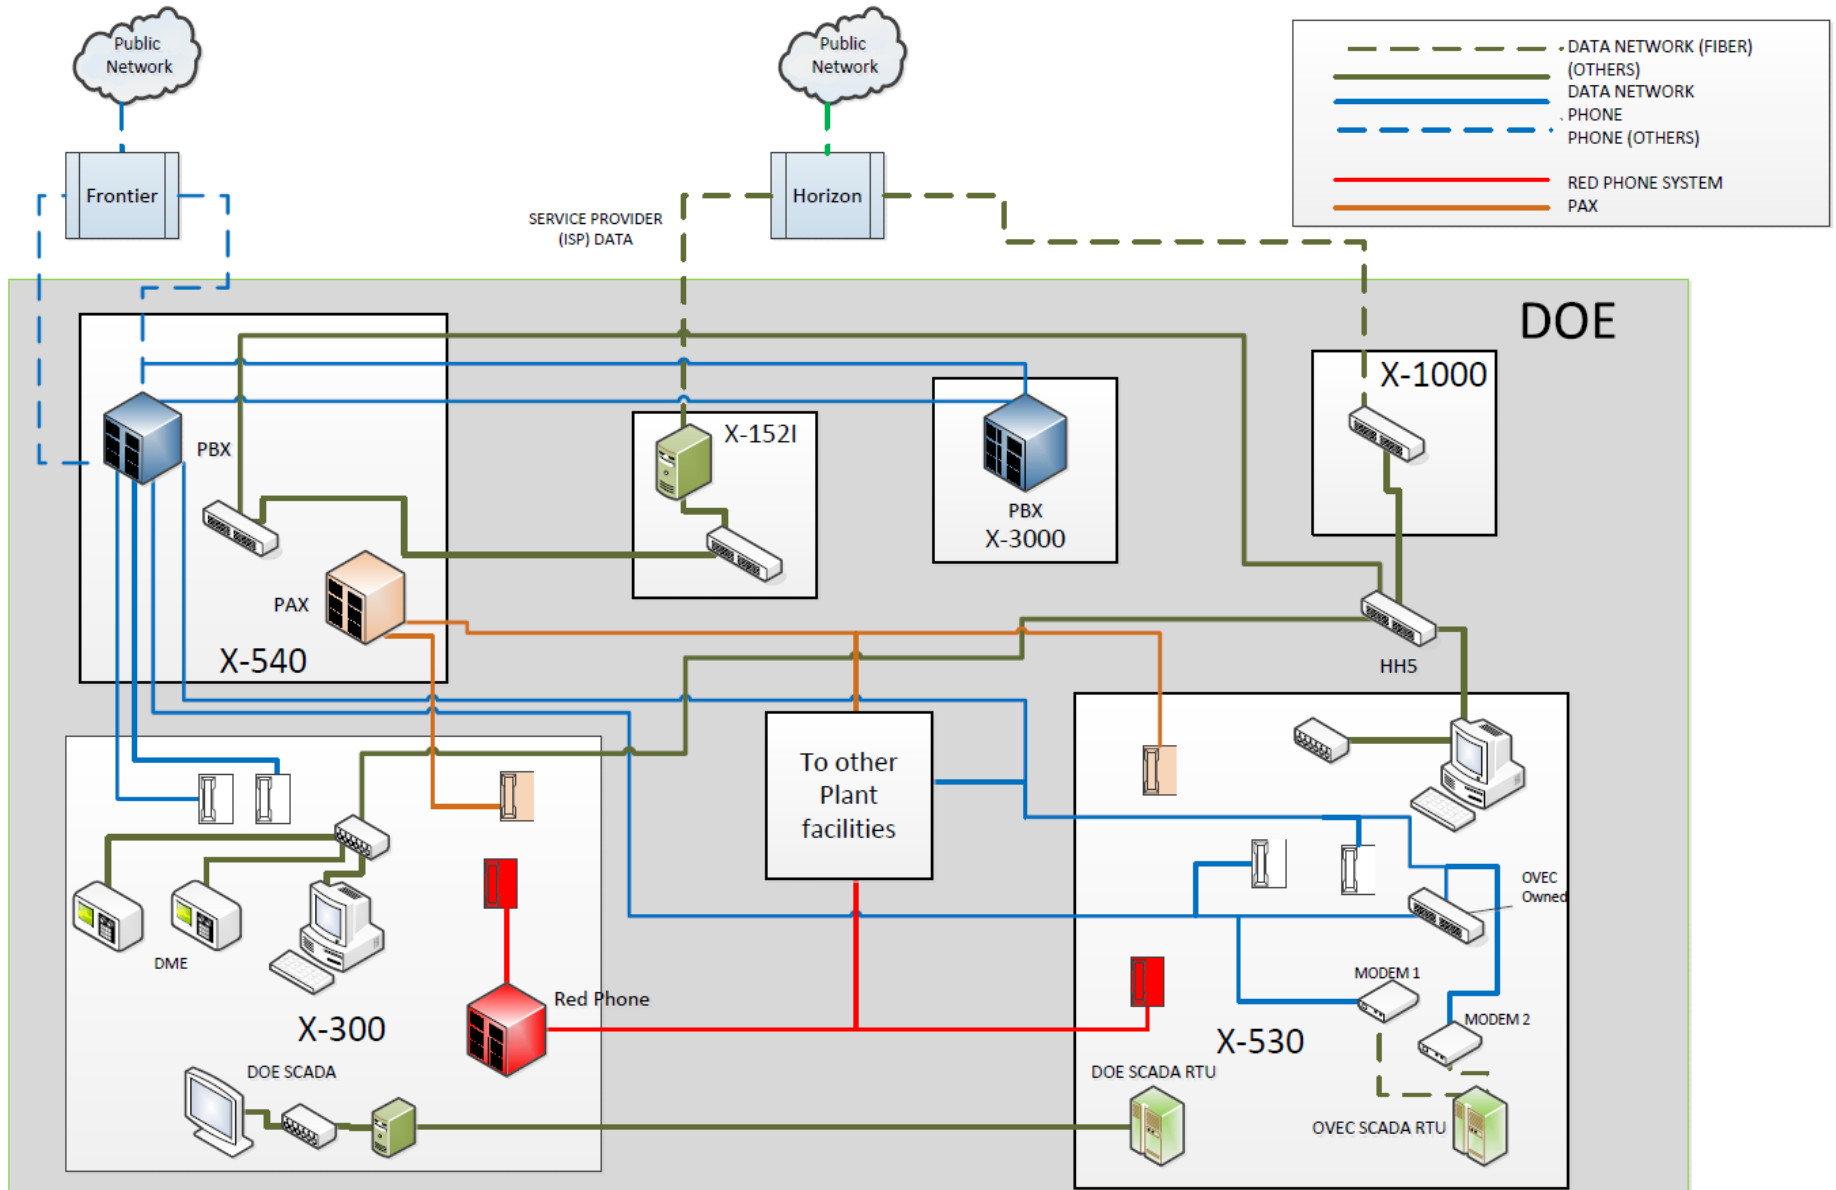 Public
Network
Public
Network
DATA NETWORK (FIBER)
(OTHERS)
DATA NETWORK
PHONE
PHONE (OTHERS)
RED PHONE SYSTEM
PAX
Frontier
Horizon
SERVICE PROVIDER
(ISP) DATA
DOE
X-1000
X-152I
PBX
PBX
X-3000
PAX
X-540
HH5
To other
Plant
facilities
OVEC
Owned
DME
MODEM 1
Red Phone
MODEM 2
X-300
X-530
DOE SCADA
DOE SCADA RTU
OVEC SCADA RTU